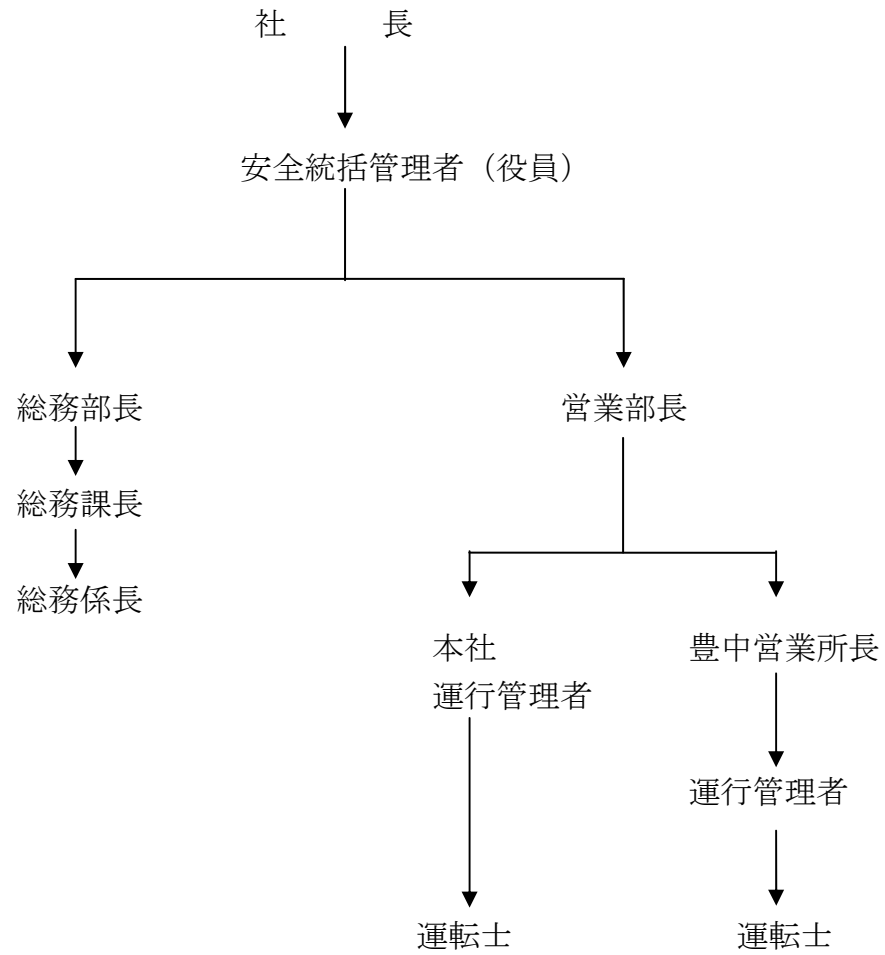 社　　　長
安全統括管理者（役員）
総務部長
営業部長
総務課長
総務係長
本社
運行管理者
豊中営業所長
運行管理者
運転士
運転士